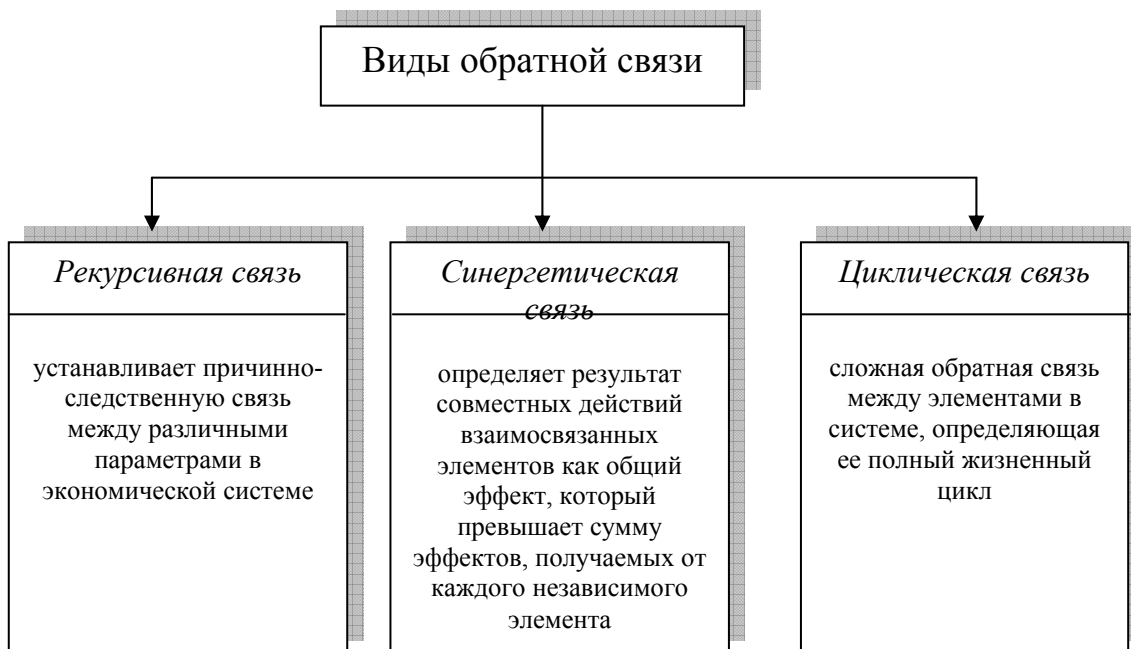 Виды обратной связи
Рекурсивная связь
устанавливает причинно-
следственную связь
между различными
параметрами в
экономической системе
Синергетическая
связь
определяет результат
совместных действий
взаимосвязанных
элементов как общий
эффект, который
превышает сумму
эффектов, получаемых от
каждого независимого
элемента
Циклическая связь
сложная обратная связь
между элементами в
системе, определяющая
ее полный жизненный
цикл